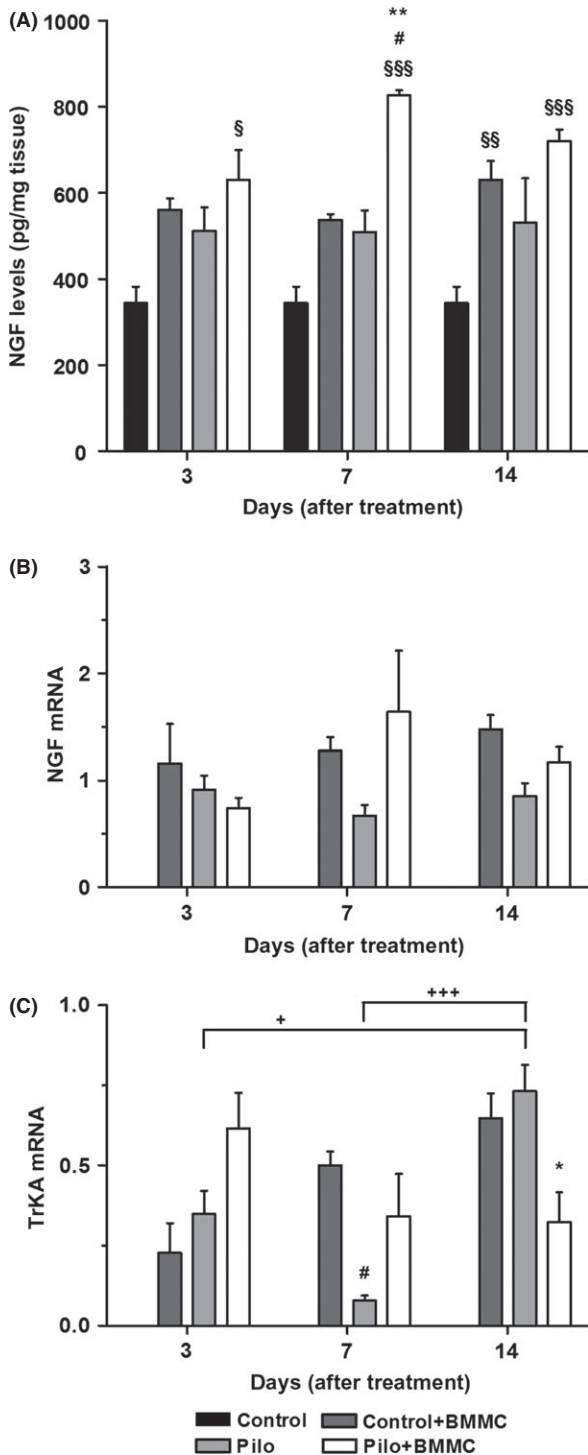 (A)
1000
800
600
400
200
0
NGF levels (pg/mg tissue)
§
**
#
§§§
§§
§§§
3 7 14
Days (after treatment)
(B)
3
2
1
0
NGF mRNA
3 7 14
Days (after treatment)
(C)
1.0
0.5
0.0
TrKA mRNA
+
+++
#
*
3 7 14
Days (after treatment)
Control Control+BMMC
Pilo Pilo+BMMC